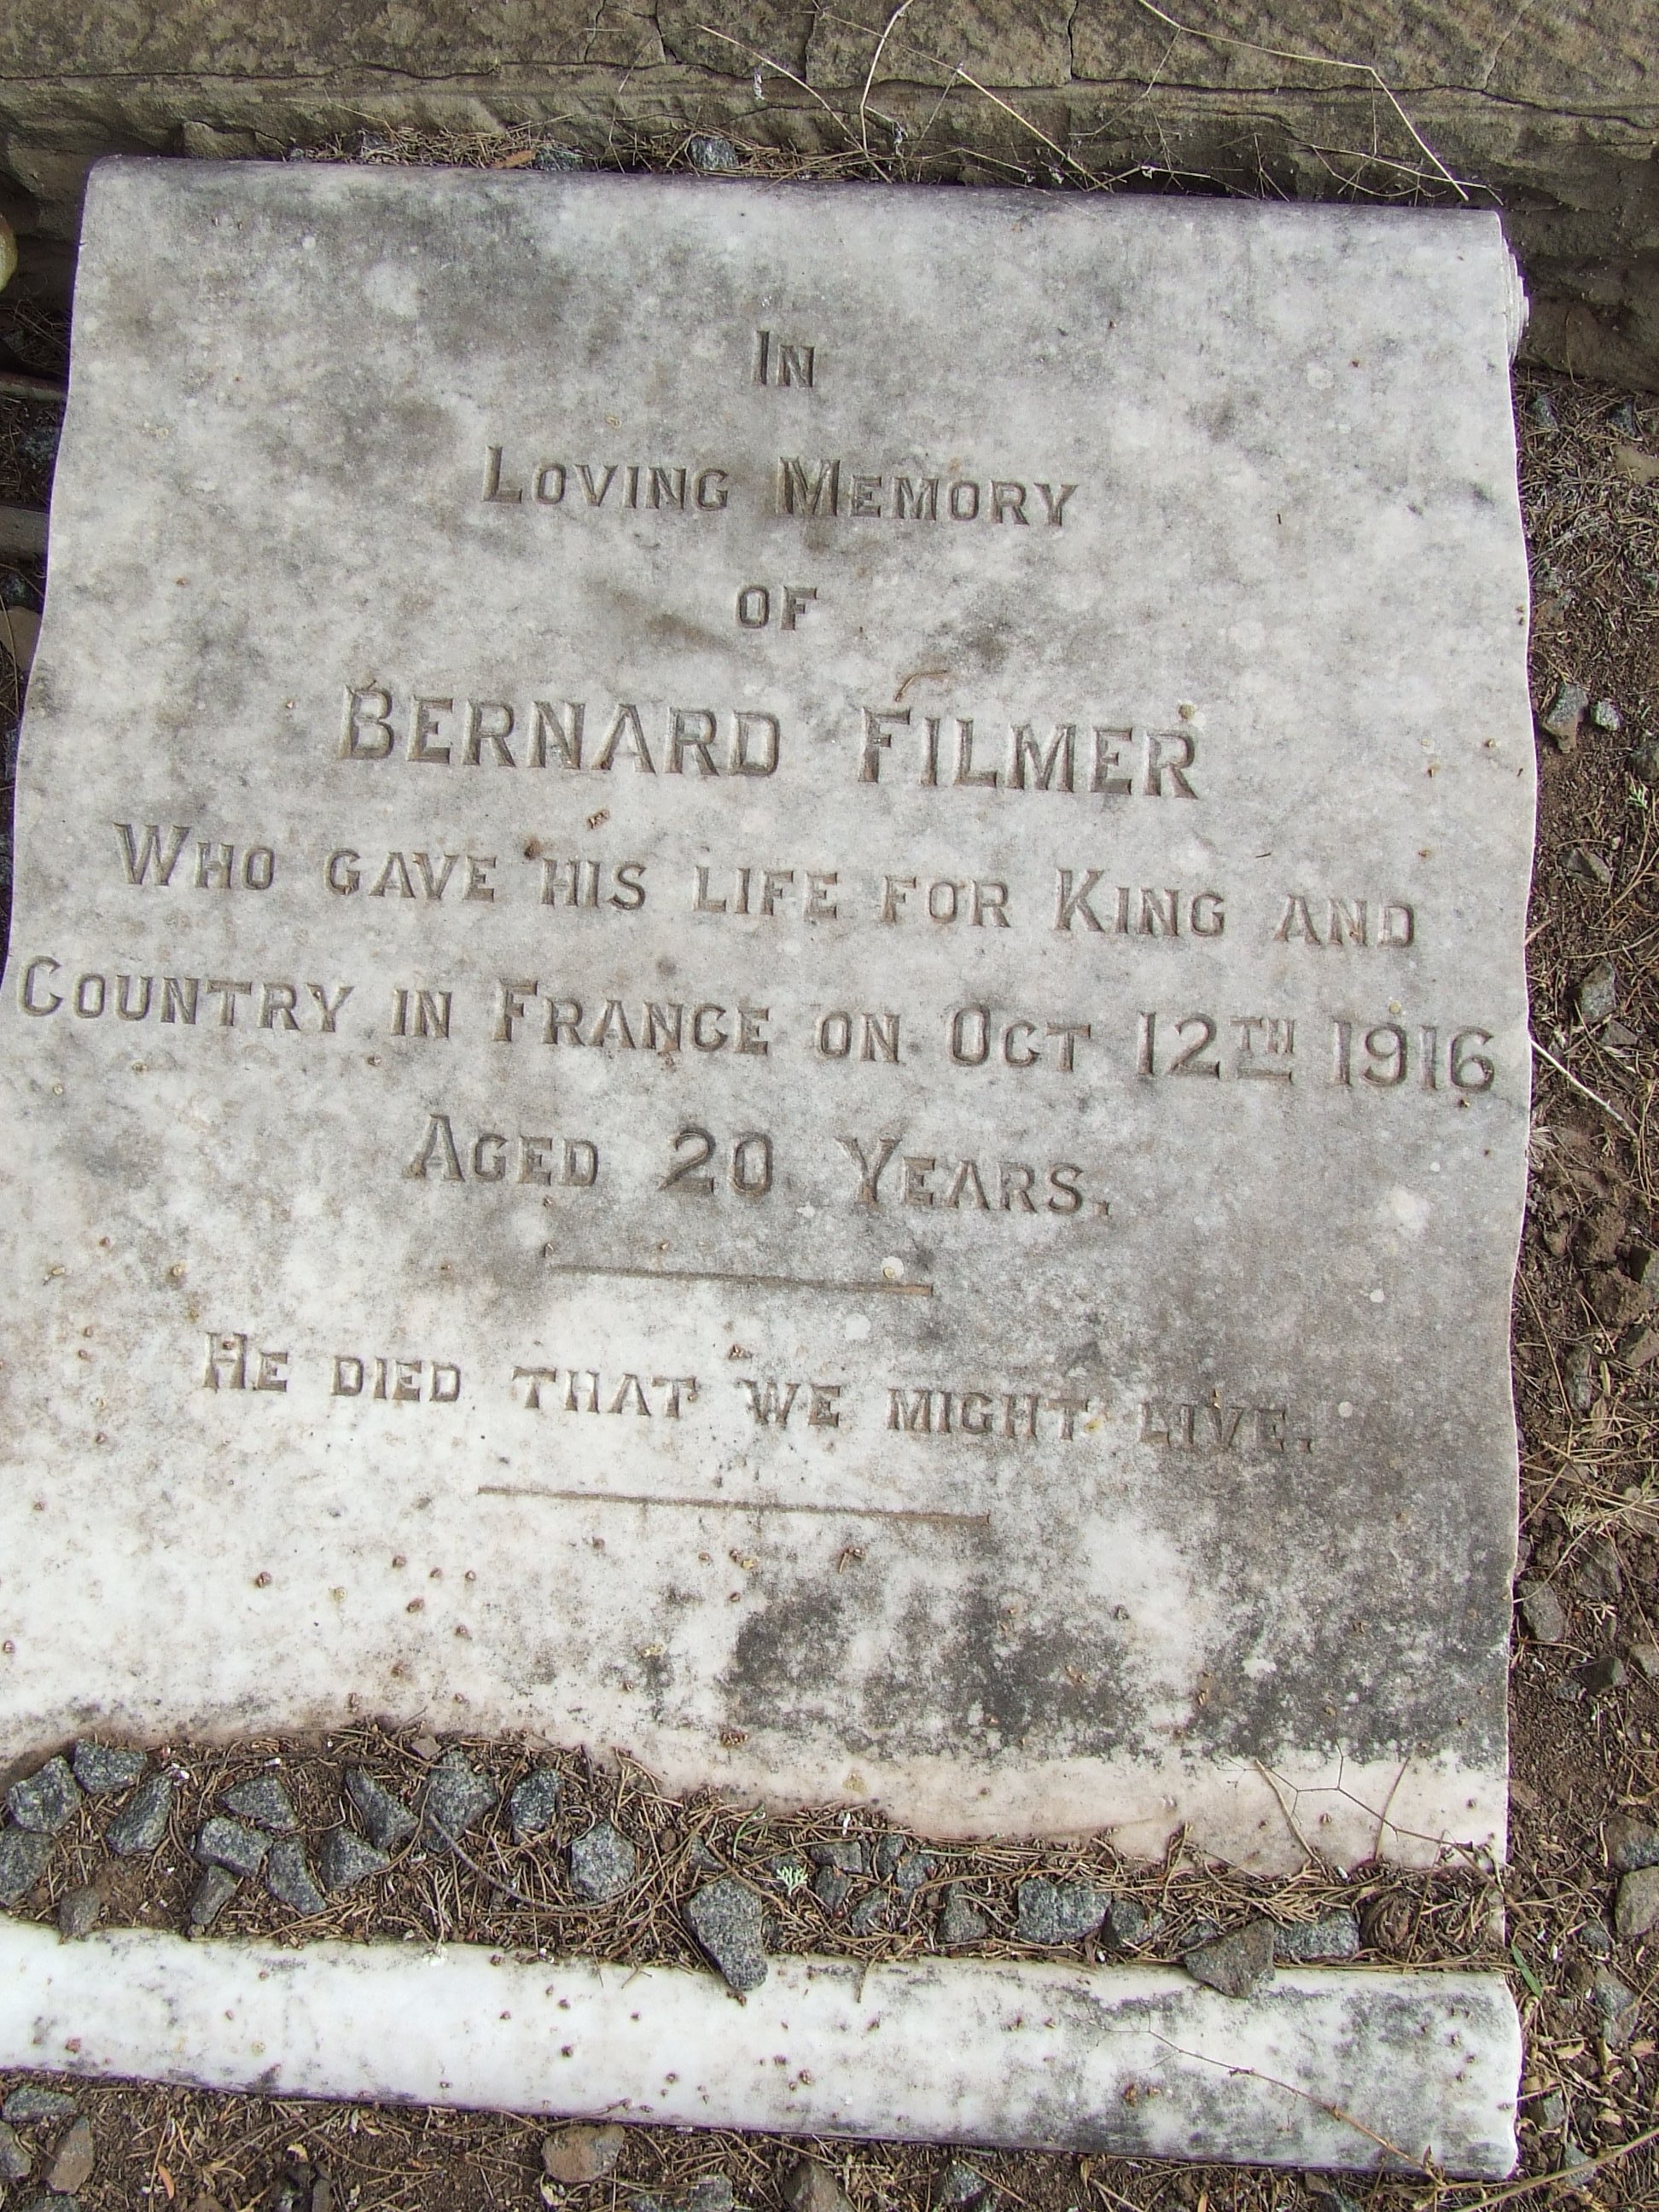 In
Loving Memory
of
Bernard Filmer
Who gave his life for King and
Country in France on Oct 12th 1916
Aged 20 Years.
He died that we might live.